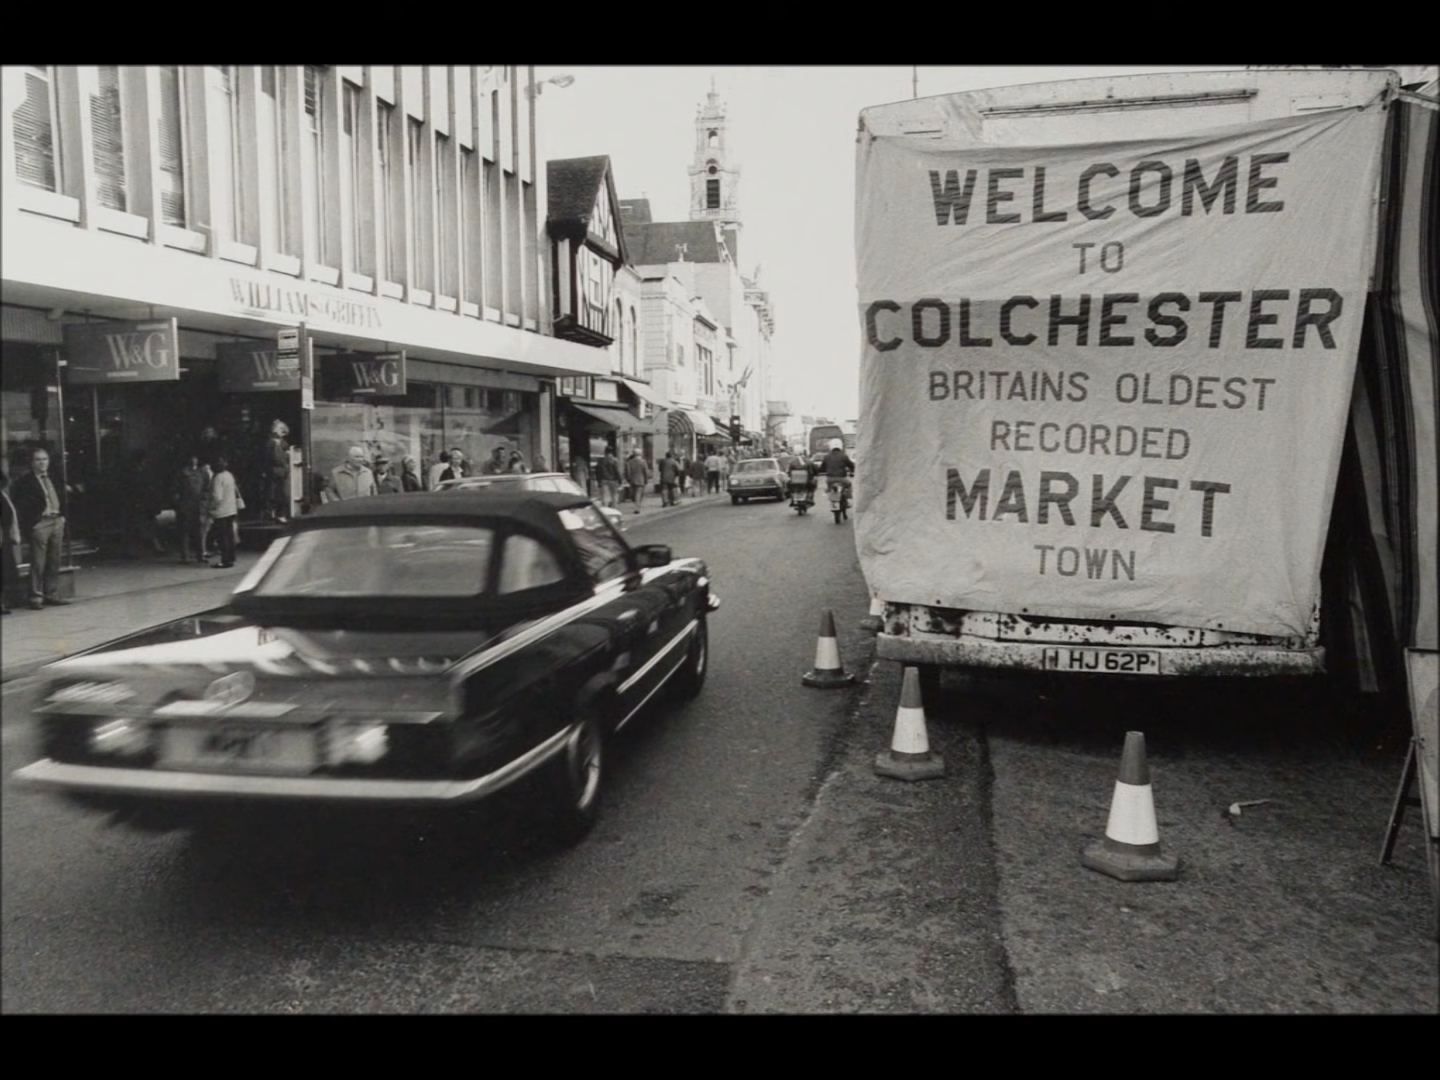 WILLIAMS & GRIFFIN
W&G
W&G
W&G
WELCOME
TO
COLCHESTER
BRITAINS OLDEST
RECORDED
MARKET
TOWN
HJ 62P